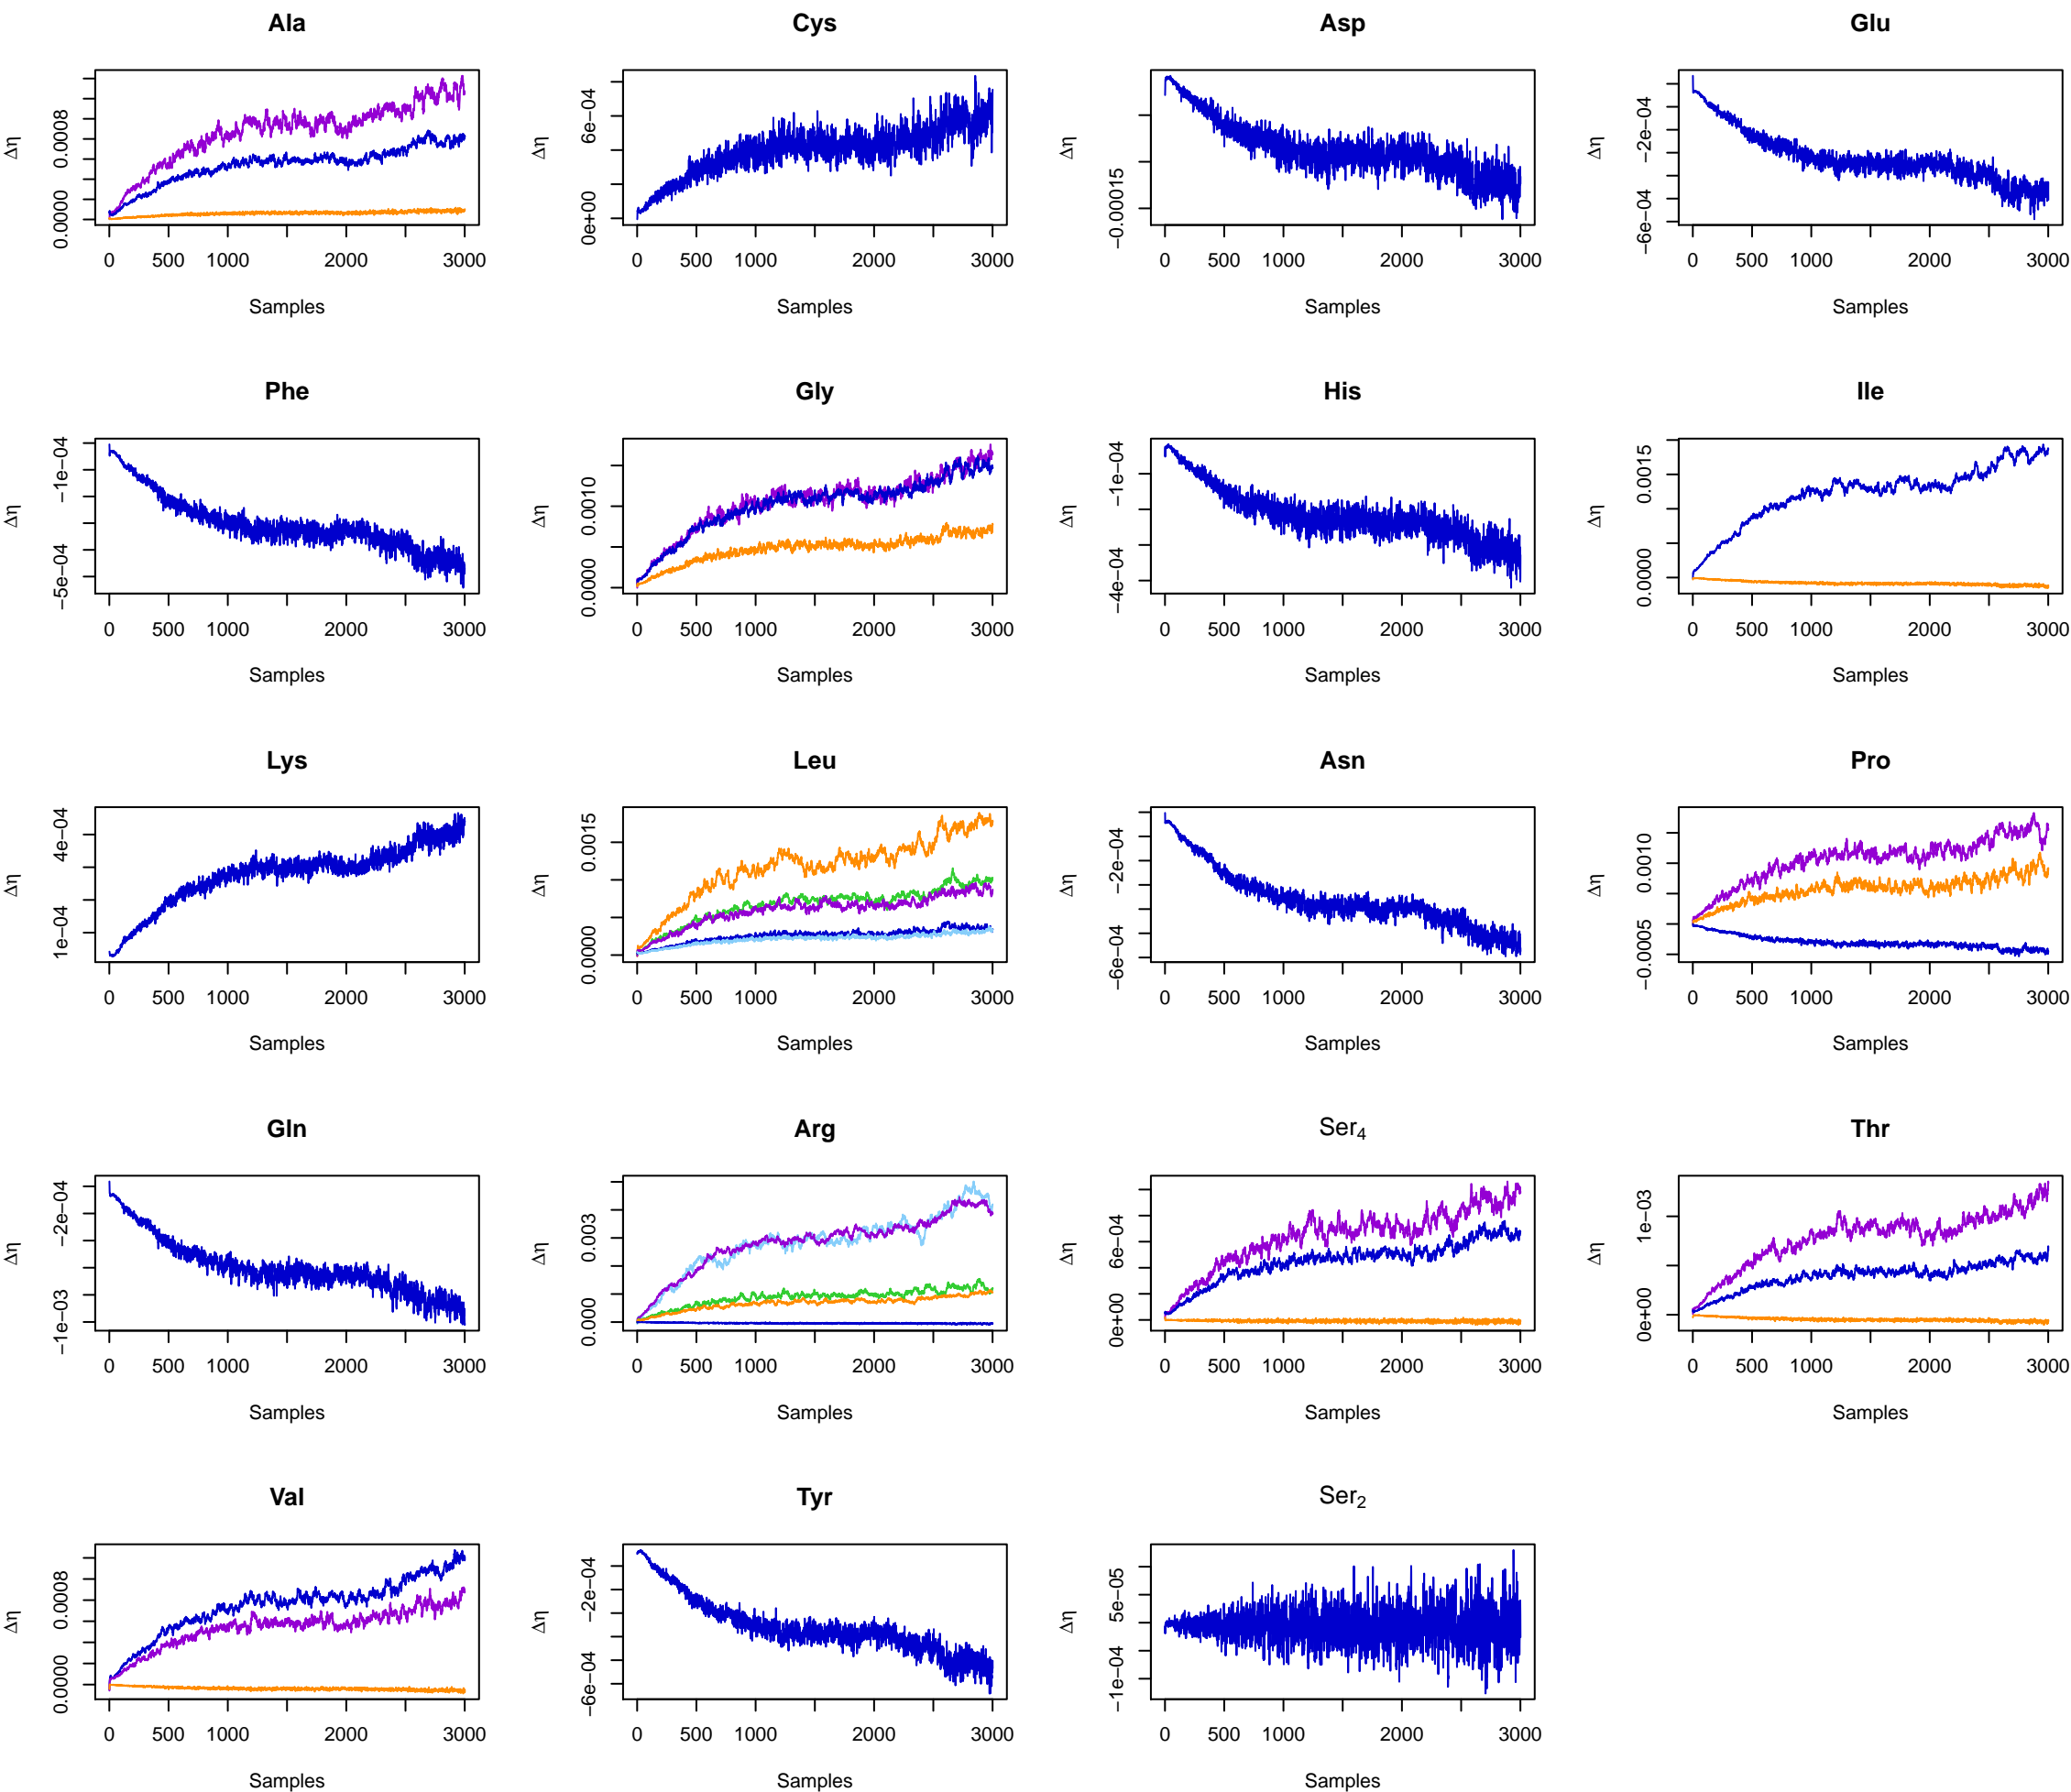 Ala
Δη
0.0000 0.0008
0 500 1000 2000 3000
Samples
Cys
Δη
0e+00 6e−04
0 500 1000 2000 3000
Samples
Asp
Δη
−0.00015
0 500 1000 2000 3000
Samples
Glu
Δη
−6e−04 −2e−04
0 500 1000 2000 3000
Samples
Phe
Δη
−5e−04 −1e−04
0 500 1000 2000 3000
Samples
Gly
Δη
0.0000 0.0010
0 500 1000 2000 3000
Samples
His
Δη
−4e−04 −1e−04
0 500 1000 2000 3000
Samples
Ile
Δη
0.0000 0.0015
0 500 1000 2000 3000
Samples
Lys
Δη
1e−04 4e−04
0 500 1000 2000 3000
Samples
Leu
Δη
0.0000 0.0015
0 500 1000 2000 3000
Samples
Asn
Δη
−6e−04 −2e−04
0 500 1000 2000 3000
Samples
Pro
Δη
−0.0005 0.0010
0 500 1000 2000 3000
Samples
Gln
Δη
−1e−03 −2e−04
0 500 1000 2000 3000
Samples
Arg
Δη
0.000 0.003
0 500 1000 2000 3000
Samples
Ser₄
Δη
0e+00 6e−04
0 500 1000 2000 3000
Samples
Thr
Δη
0e+00 1e−03
0 500 1000 2000 3000
Samples
Val
Δη
0.0000 0.0008
0 500 1000 2000 3000
Samples
Tyr
Δη
−6e−04 −2e−04
0 500 1000 2000 3000
Samples
Ser₂
Δη
−1e−04 5e−05
0 500 1000 2000 3000
Samples